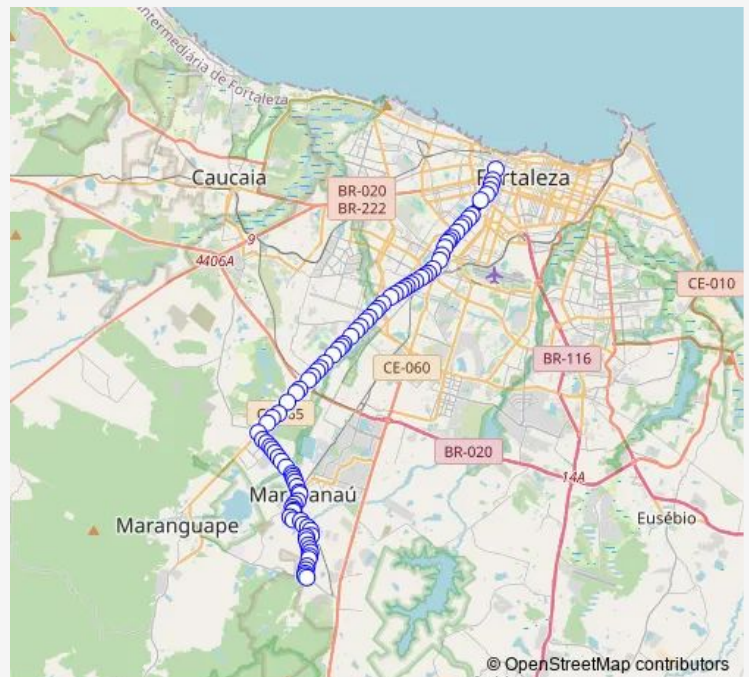 Intermediária de Fortaleza
Caucaia
Fortaleza
BR-020
BR-222
9
4406A
CE-010
BR-116
CE-060
BR-020
14A
Maracanaú
Maranguape
Eusébio
© OpenStreetMap contributors